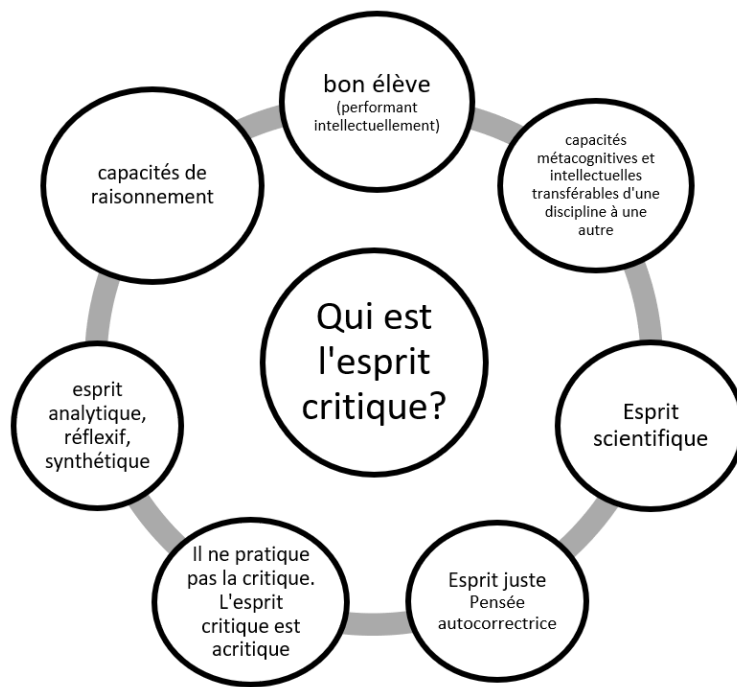 bon élève
(performant
intellectuellement)
capacités
métacognitives et
intellectuelles
transférables d'une
discipline à une
autre
Esprit
scientifique
Esprit juste
Pensée
autocorrectrice
Il ne pratique
pas la critique.
L'esprit
critique est
acritique
esprit
analytique,
réflexif,
synthétique
capacités de
raisonnement
Qui est
l'esprit
critique?